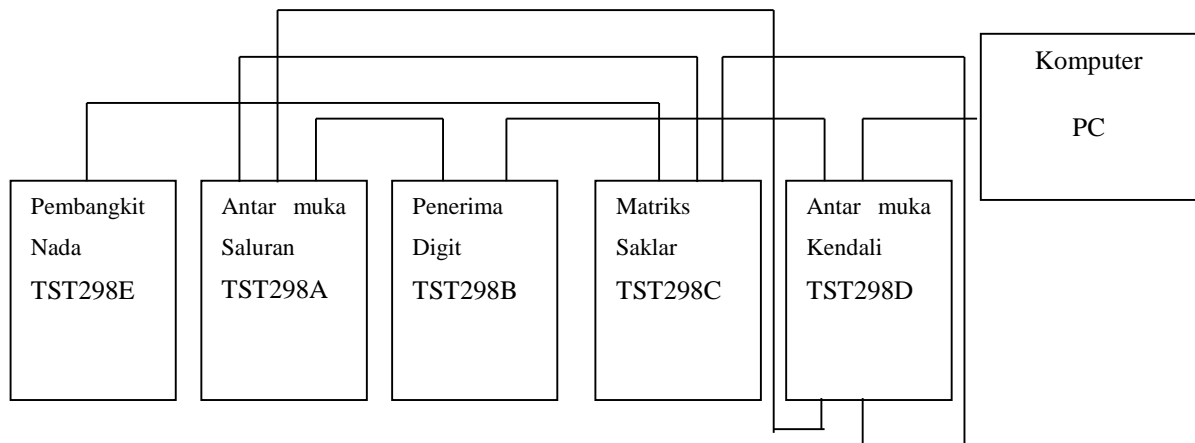 Komputer
PC
Pembangkit
Nada
TST298E
Antar muka
Saluran
TST298A
Penerima
Digit
TST298B
Matriks
Saklar
TST298C
Antar muka
Kendali
TST298D